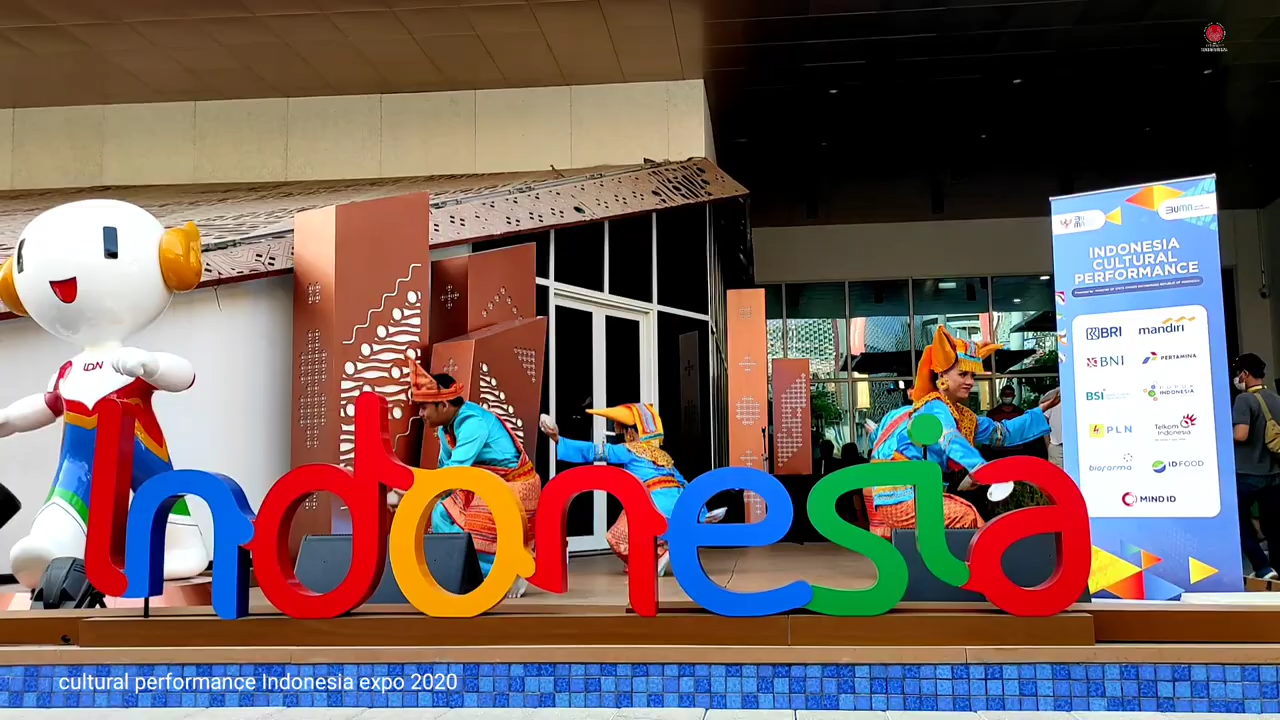 IDN
Indonesia
BUMN
INDONESIA
CULTURAL
PERFORMANCE
BRI
mandiri
BNI
PERTAMINA
BSI
PUPUK
INDONESIA
PLN
Telkom
Indonesia
biofarma
ID FOOD
MIND ID
cultural performance Indonesia expo 2020